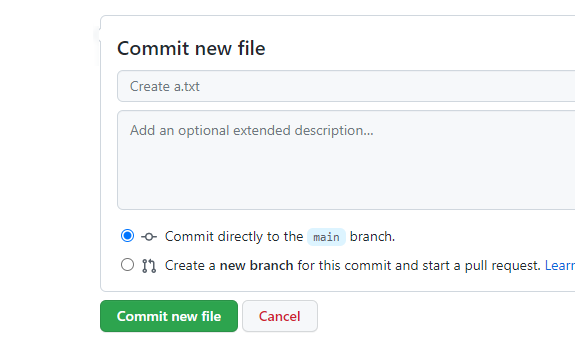 Commit new file
Create a.txt
Add an optional extended description...
Commit directly to the main branch.
Create a new branch for this commit and start a pull request. Learn
Commit new file
Cancel